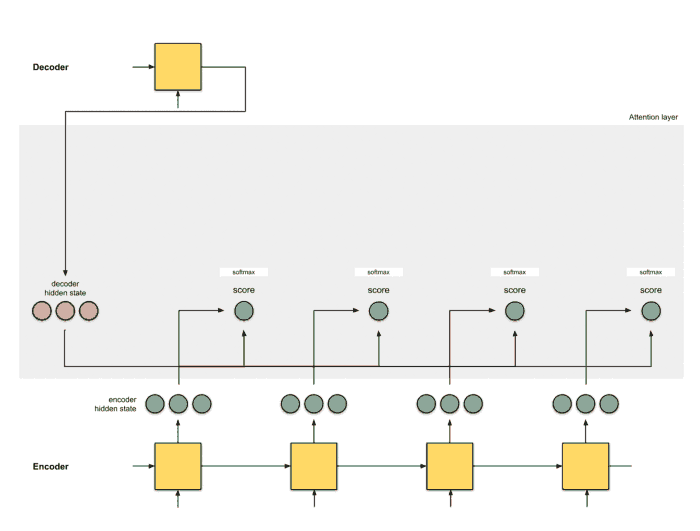 Decoder
Attention layer
softmax
softmax
softmax
softmax
decoder
hidden state
score
score
score
score
encoder
hidden state
Encoder